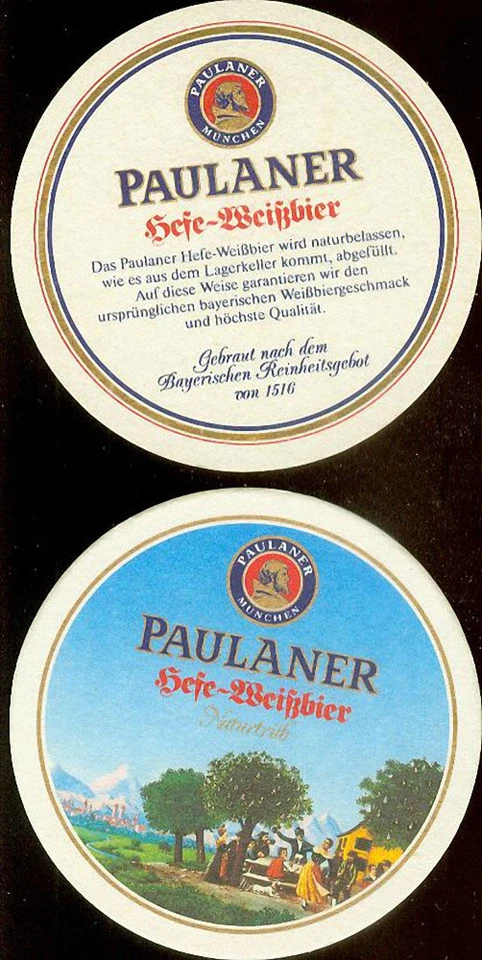 PAULANER
MÜNCHEN
PAULANER
Hefe-Weißbier
Das Paulaner Hefe-Weißbier wird naturbelassen,
wie es aus dem Lagerkeller kommt, abgefüllt.
Auf diese Weise garantieren wir den
ursprünglichen bayerischen Weißbiergeschmack
und höchste Qualität.
Gebraut nach dem
Bayerischen Reinheitsgebot
von 1516
PAULANER
MÜNCHEN
PAULANER
Hefe-Weißbier
Naturtrüb